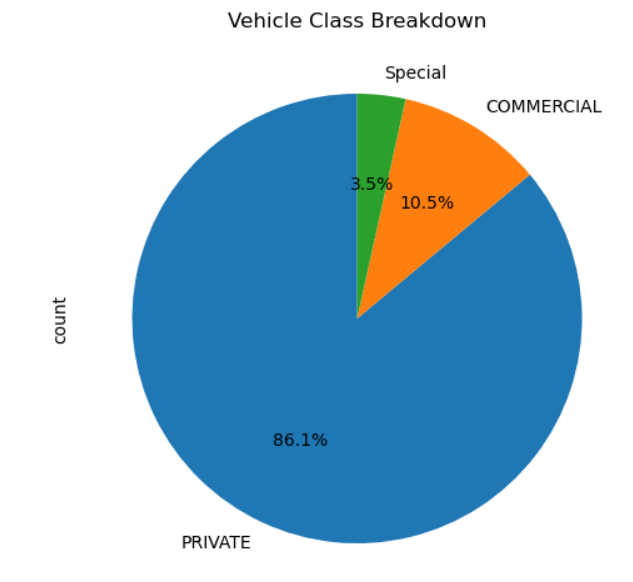 Vehicle Class Breakdown
Special
COMMERCIAL
3.5%
10.5%
count
86.1%
PRIVATE